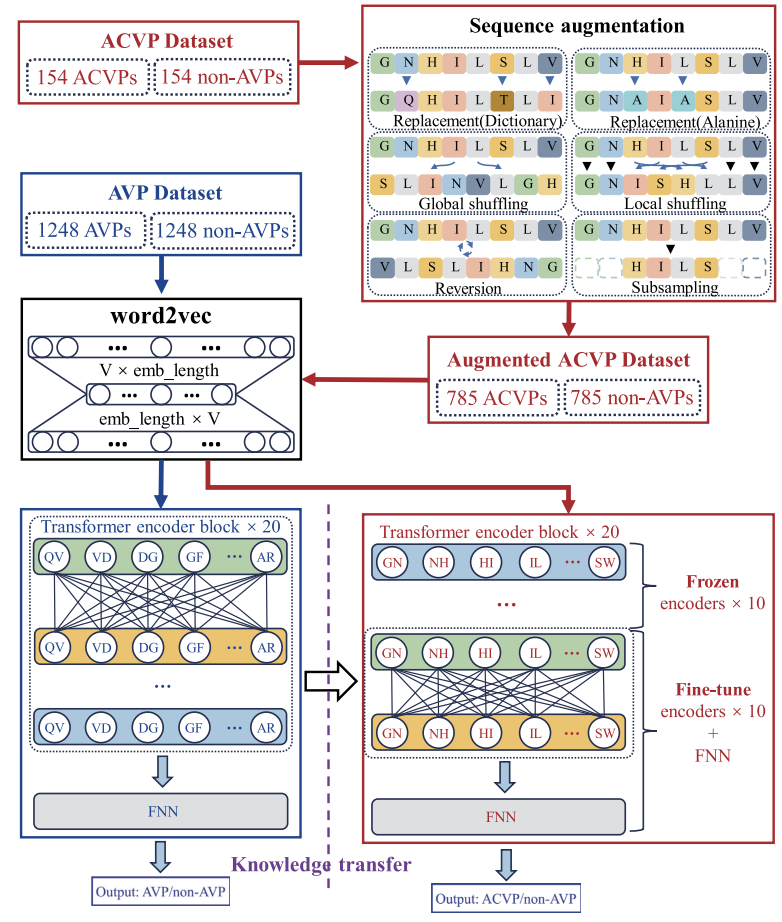 ACVP Dataset
154 ACVPs 154 non-AVPs
Sequence augmentation
G N H I L S L V
G Q H I L T L I
Replacement(Dictionary)
G N H I L S L V
G N A I A S L V
Replacement(Alanine)
G N H I L S L V
S L I N V L G H
Global shuffling
G N H I L S L V
G N I S H L L V
Local shuffling
G N H I L S L V
V L S L I H N G
Reversion
G N H I L S L V
H I L S
Subsampling
AVP Dataset
1248 AVPs 1248 non-AVPs
word2vec
V × emb_length
emb_length × V
Augmented ACVP Dataset
785 ACVPs 785 non-AVPs
Transformer encoder block × 20
QV VD DG GF ··· AR
QV VD DG GF ··· AR
...
QV VD DG GF ··· AR
FNN
Output: AVP/non-AVP
Knowledge transfer
Transformer encoder block × 20
GN NH HI IL ··· SW
...
GN NH HI IL ··· SW
GN NH HI IL ··· SW
FNN
Output: ACVP/non-AVP
Frozen
encoders × 10
Fine-tune
encoders × 10
+
FNN